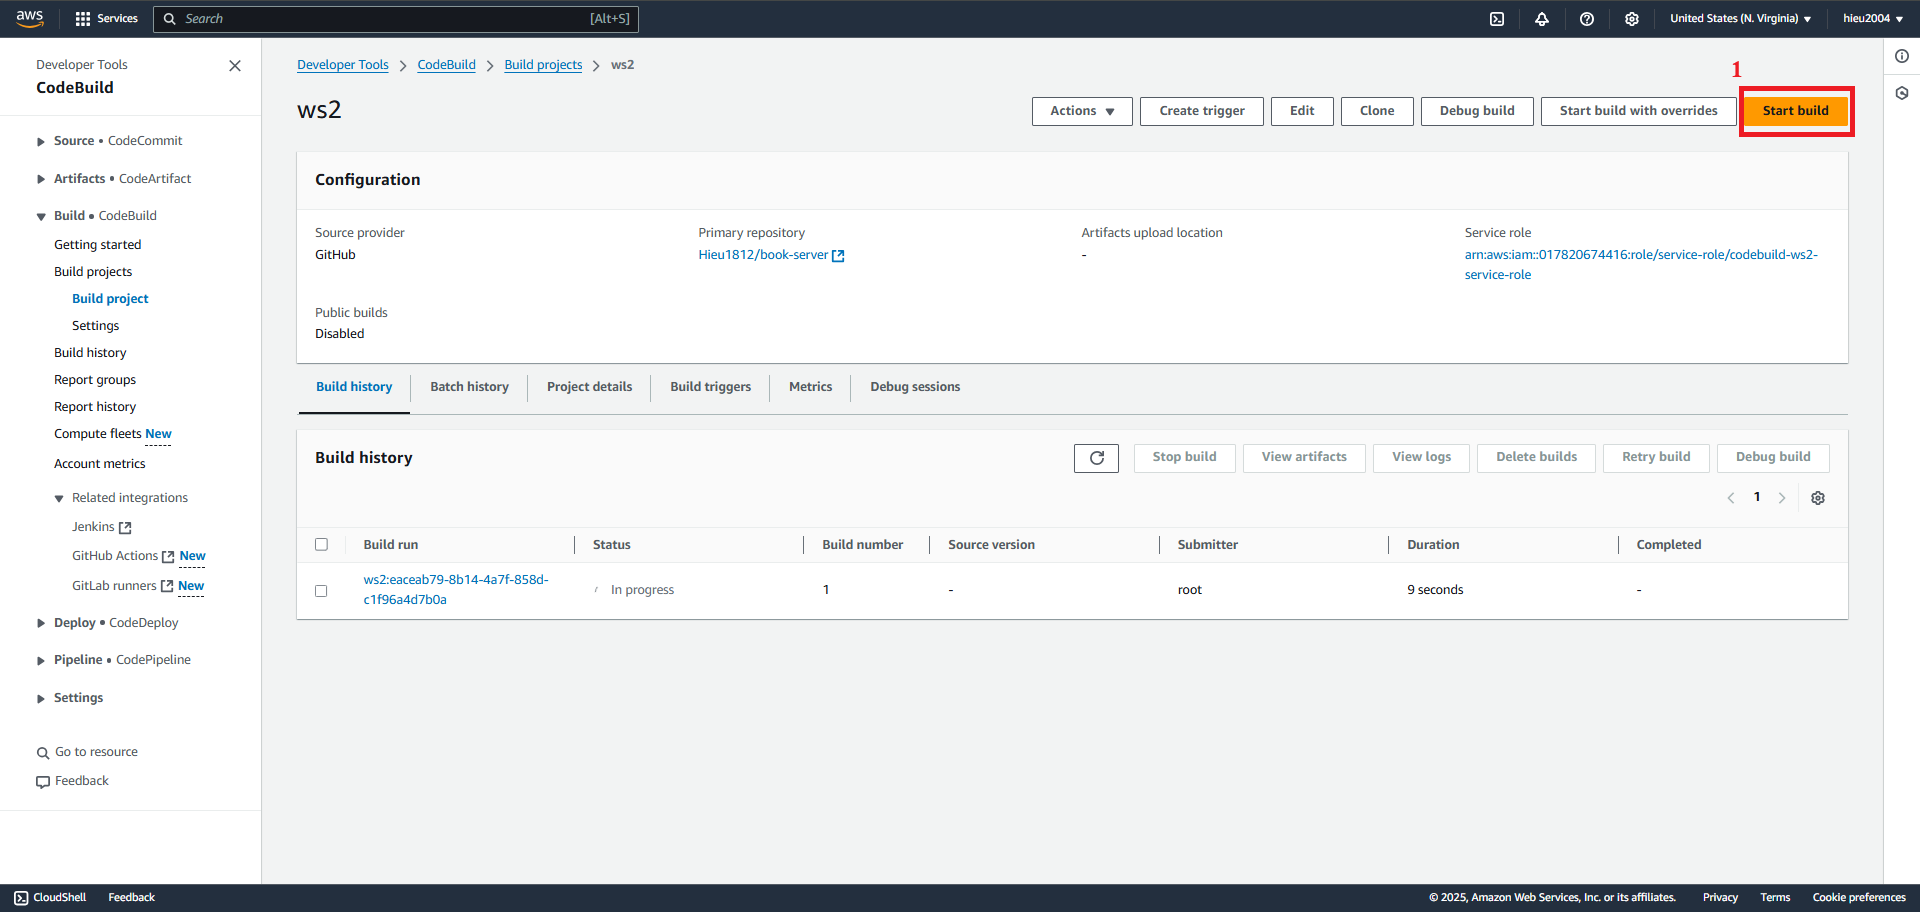 aws
Services
Search
[Alt+S]
United States (N. Virginia)
hieu2004
Developer Tools
CodeBuild
Source • CodeCommit
Artifacts • CodeArtifact
Build • CodeBuild
Getting started
Build projects
Build project
Settings
Build history
Report groups
Report history
Compute fleets New
Account metrics
Related integrations
Jenkins
GitHub Actions New
GitLab runners New
Deploy • CodeDeploy
Pipeline • CodePipeline
Settings
Go to resource
Feedback
Developer Tools
CodeBuild
Build projects
ws2
1
ws2
Actions
Create trigger
Edit
Clone
Debug build
Start build with overrides
Start build
Configuration
Source provider
GitHub
Primary repository
Hieu1812/book-server
Artifacts upload location
-
Service role
arn:aws:iam::017820674416:role/service-role/codebuild-ws2-
service-role
Public builds
Disabled
Build history
Batch history
Project details
Build triggers
Metrics
Debug sessions
Build history
Stop build
View artifacts
View logs
Delete builds
Retry build
Debug build
1
Build run
Status
Build number
Source version
Submitter
Duration
Completed
ws2:eaceab79-8b14-4a7f-858d-
c1f96a4d7b0a
In progress
1
-
root
9 seconds
-
CloudShell
Feedback
© 2025, Amazon Web Services, Inc. or its affiliates.
Privacy
Terms
Cookie preferences